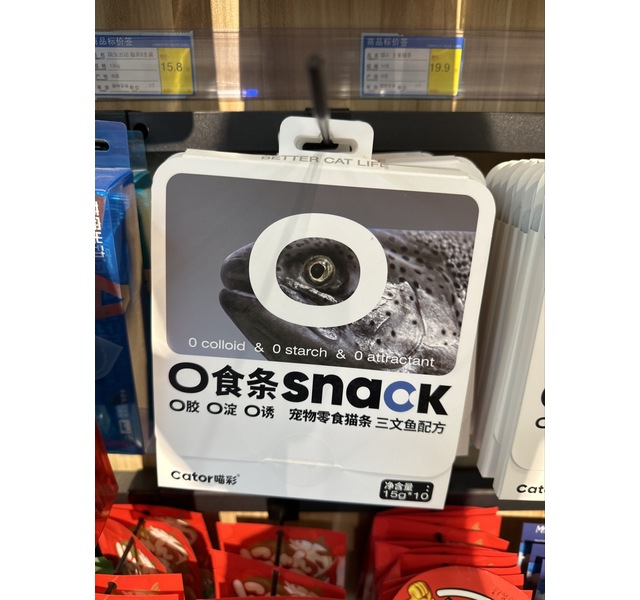 商品标价签
15.8
商品标价签
19.9
BETTER CAT LIFE
0 colloid & 0 starch & 0 attractant
0食条snack
0胶 0淀 0诱 宠物零食猫条 三文鱼配方
Cator喵彩®
净含量:
15g*10
Cator